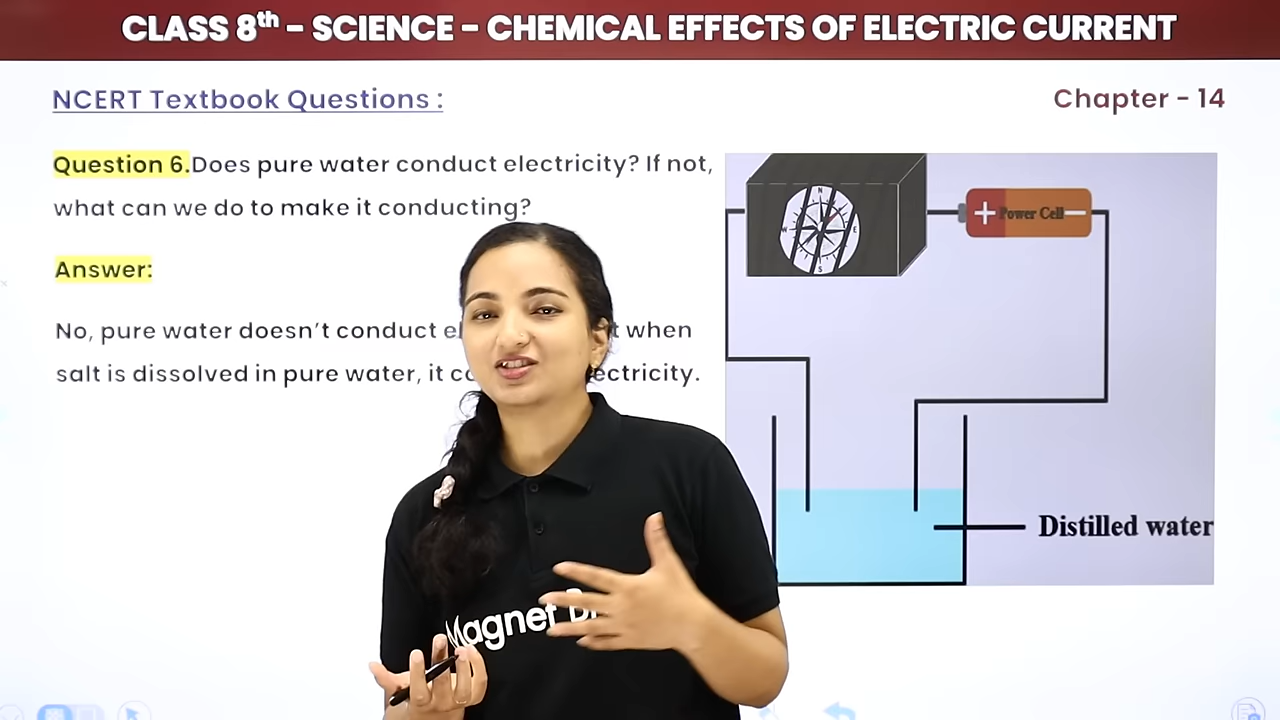 CLASS 8th - SCIENCE - CHEMICAL EFFECTS OF ELECTRIC CURRENT
NCERT Textbook Questions :
Chapter - 14
Question 6.Does pure water conduct electricity? If not,
what can we do to make it conducting?
Answer:
No, pure water doesn't conduct when
salt is dissolved in pure water, it
N
W E
S
+ Power Cell −
Distilled water
Magnet